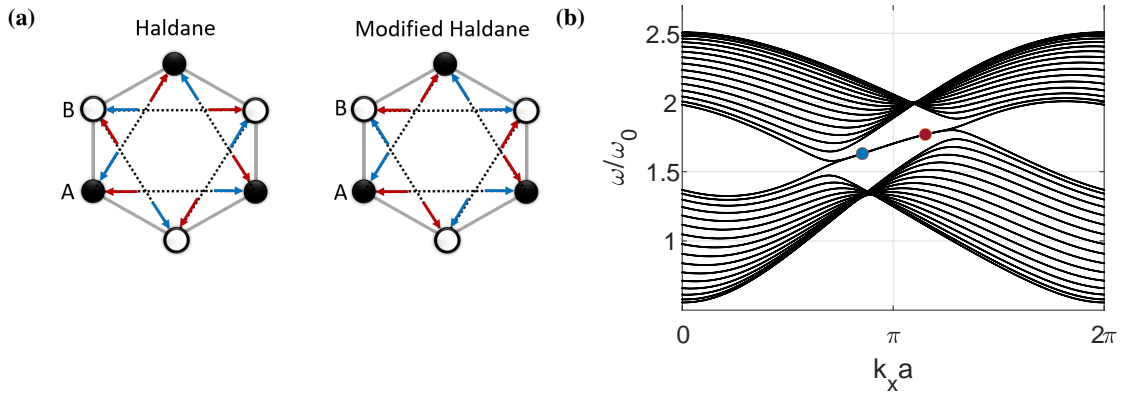 (a)
Haldane
Modified Haldane
B
A
B
A
(b)
2.5
2
1.5
1
ω/ω₀
0
π
2π
kₓa